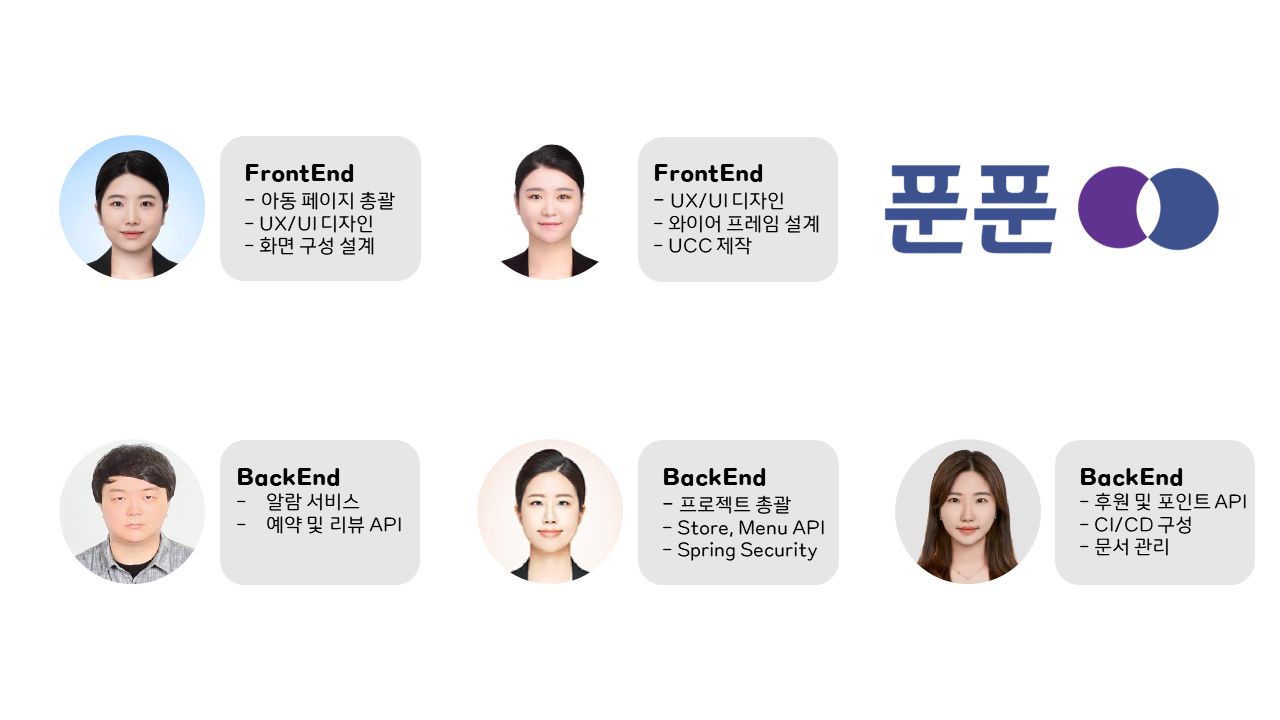 FrontEnd
- 아동 페이지 총괄
- UX/UI 디자인
- 화면 구성 설계
FrontEnd
- UX/UI 디자인
- 와이어 프레임 설계
- UCC 제작
푼푼
BackEnd
- 알람 서비스
- 예약 및 리뷰 API
BackEnd
- 프로젝트 총괄
- Store, Menu API
- Spring Security
BackEnd
- 후원 및 포인트 API
- CI/CD 구성
- 문서 관리